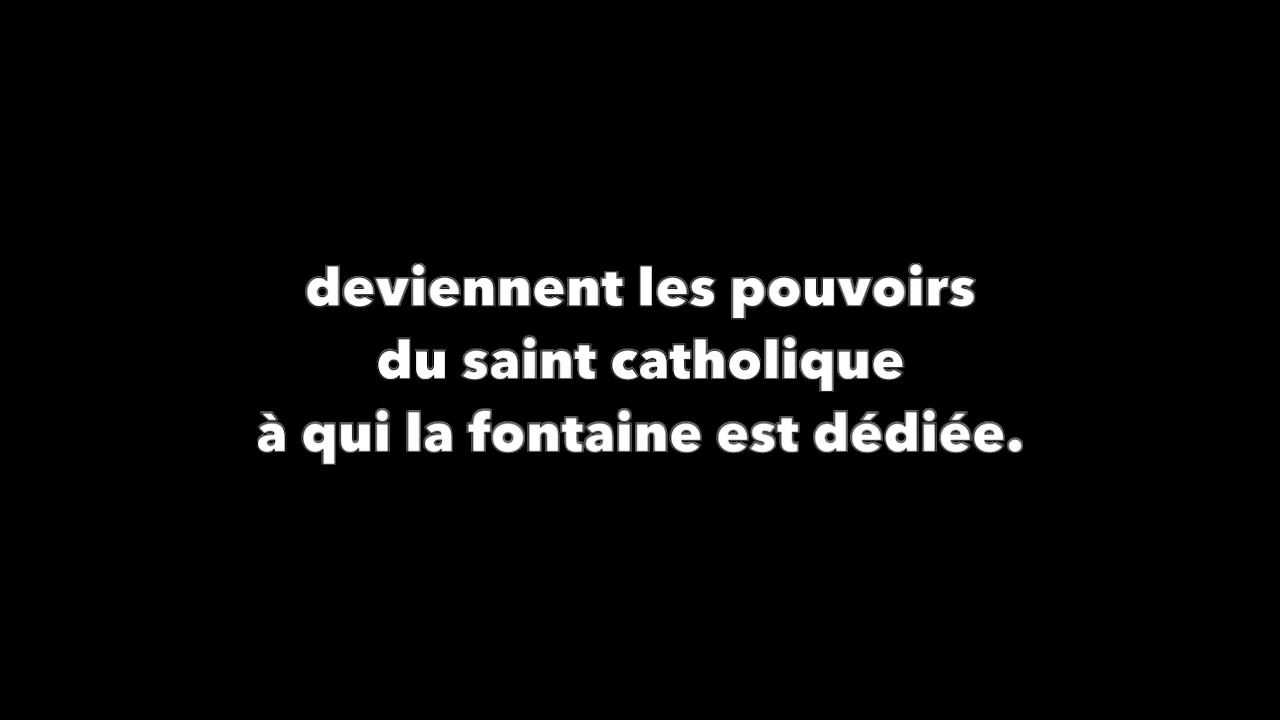 deviennent les pouvoirs
du saint catholique
à qui la fontaine est dédiée.